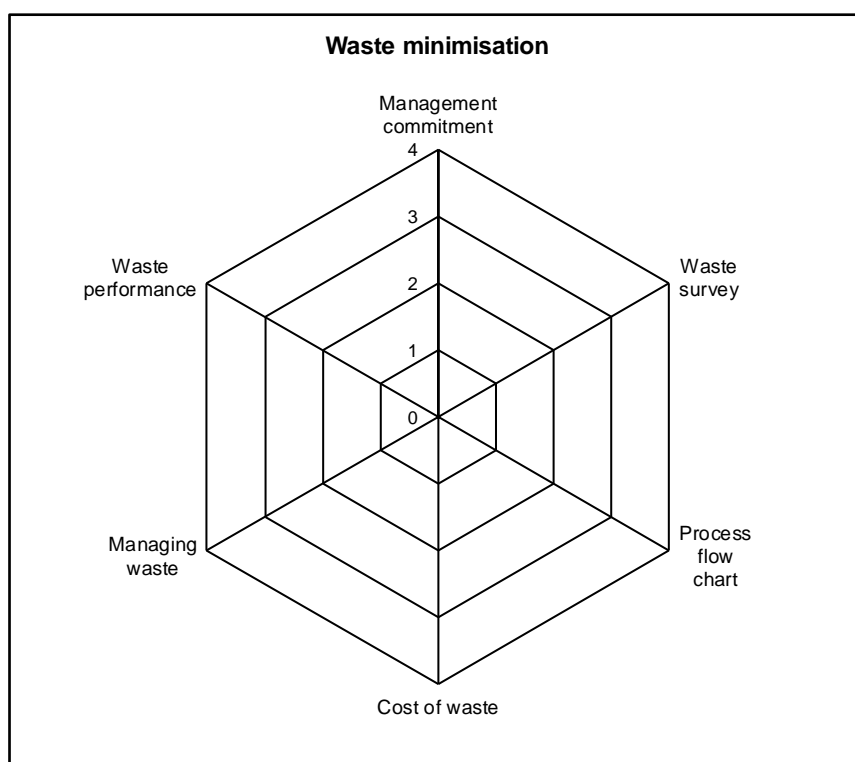 Waste minimisation
Management
commitment
4
3
2
1
0
Waste
survey
Process
flow
chart
Cost of waste
Managing
waste
Waste
performance